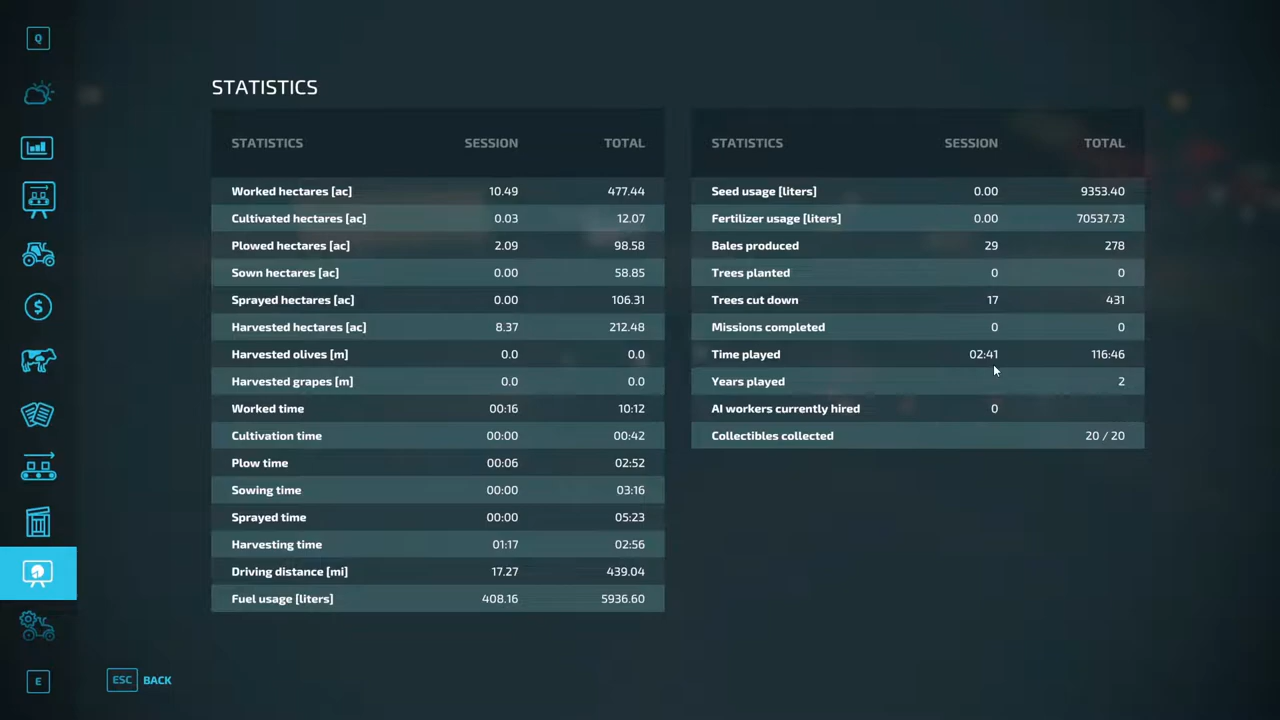 Q
STATISTICS
STATISTICS SESSION TOTAL
Worked hectares [ac] 10.49 477.44
Cultivated hectares [ac] 0.03 12.07
Plowed hectares [ac] 2.09 98.58
Sown hectares [ac] 0.00 58.85
Sprayed hectares [ac] 0.00 106.31
Harvested hectares [ac] 8.37 212.48
Harvested olives [m] 0.0 0.0
Harvested grapes [m] 0.0 0.0
Worked time 00:16 10:12
Cultivation time 00:00 00:42
Plow time 00:06 02:52
Sowing time 00:00 03:16
Sprayed time 00:00 05:23
Harvesting time 01:17 02:56
Driving distance [mi] 17.27 439.04
Fuel usage [liters] 408.16 5936.60
STATISTICS SESSION TOTAL
Seed usage [liters] 0.00 9353.40
Fertilizer usage [liters] 0.00 70537.73
Bales produced 29 278
Trees planted 0 0
Trees cut down 17 431
Missions completed 0 0
Time played 02:41 116:46
Years played 2
AI workers currently hired 0
Collectibles collected 20 / 20
E
ESC BACK